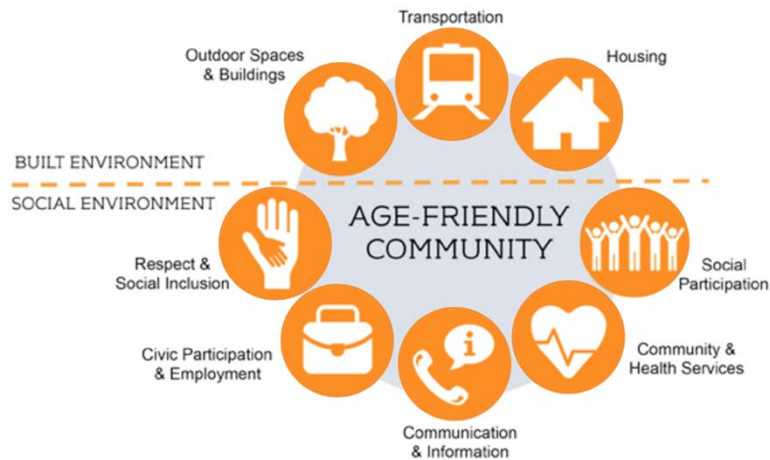 Transportation
Outdoor Spaces
& Buildings
Housing
BUILT ENVIRONMENT
SOCIAL ENVIRONMENT
AGE-FRIENDLY
COMMUNITY
Respect &
Social Inclusion
Social
Participation
Civic Participation
& Employment
i
Community &
Health Services
Communication
& Information